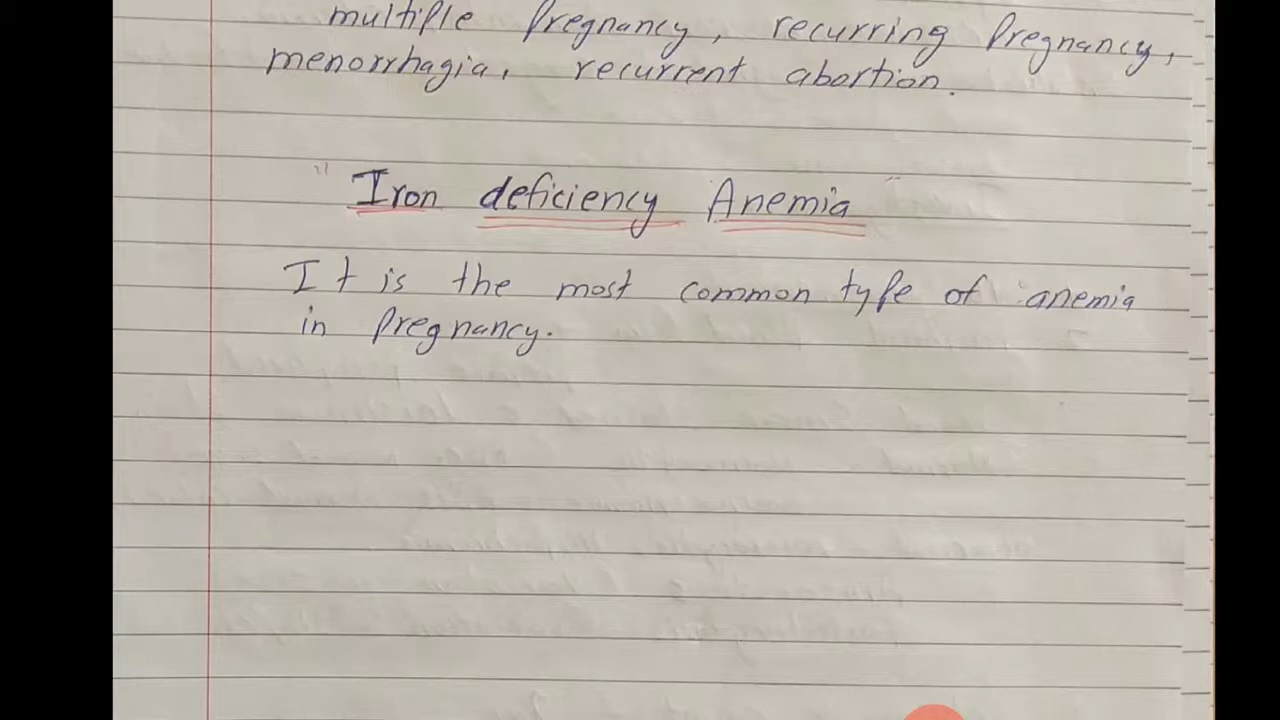 multiple Pregnancy, recurring Pregnancy,
menorrhagia, recurrent abortion.
" Iron deficiency Anemia
It is the most common type of anemia
in Pregnancy.